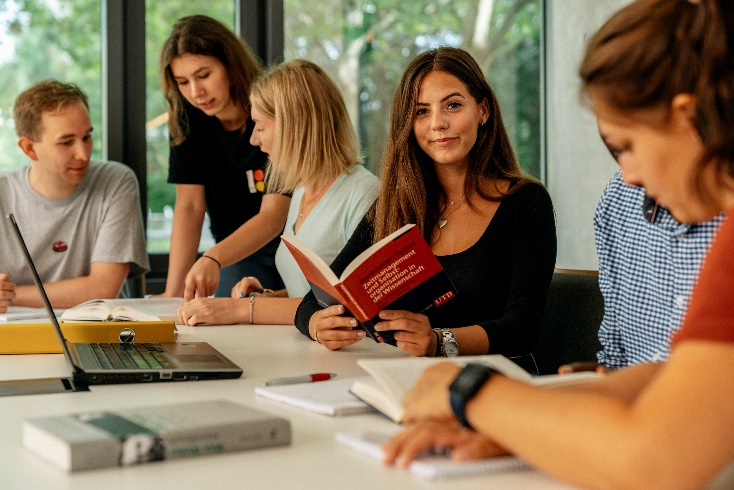 Zeitmanagement
und Selbst-
organisation in
der Wissenschaft
UTB